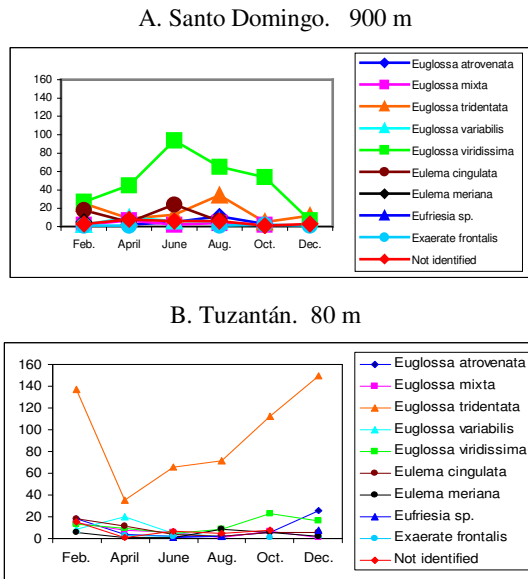 A. Santo Domingo. 900 m
160
140
120
100
80
60
40
20
0
Feb. April June Aug. Oct. Dec.
Euglossa atrovenata
Euglossa mixta
Euglossa tridentata
Euglossa variabilis
Euglossa viridissima
Eulema cingulata
Eulema meriana
Eufriesia sp.
Exaerate frontalis
Not identified
B. Tuzantán. 80 m
160
140
120
100
80
60
40
20
0
Feb. April June Aug. Oct. Dec.
Euglossa atrovenata
Euglossa mixta
Euglossa tridentata
Euglossa variabilis
Euglossa viridissima
Eulema cingulata
Eulema meriana
Eufriesia sp.
Exaerate frontalis
Not identified